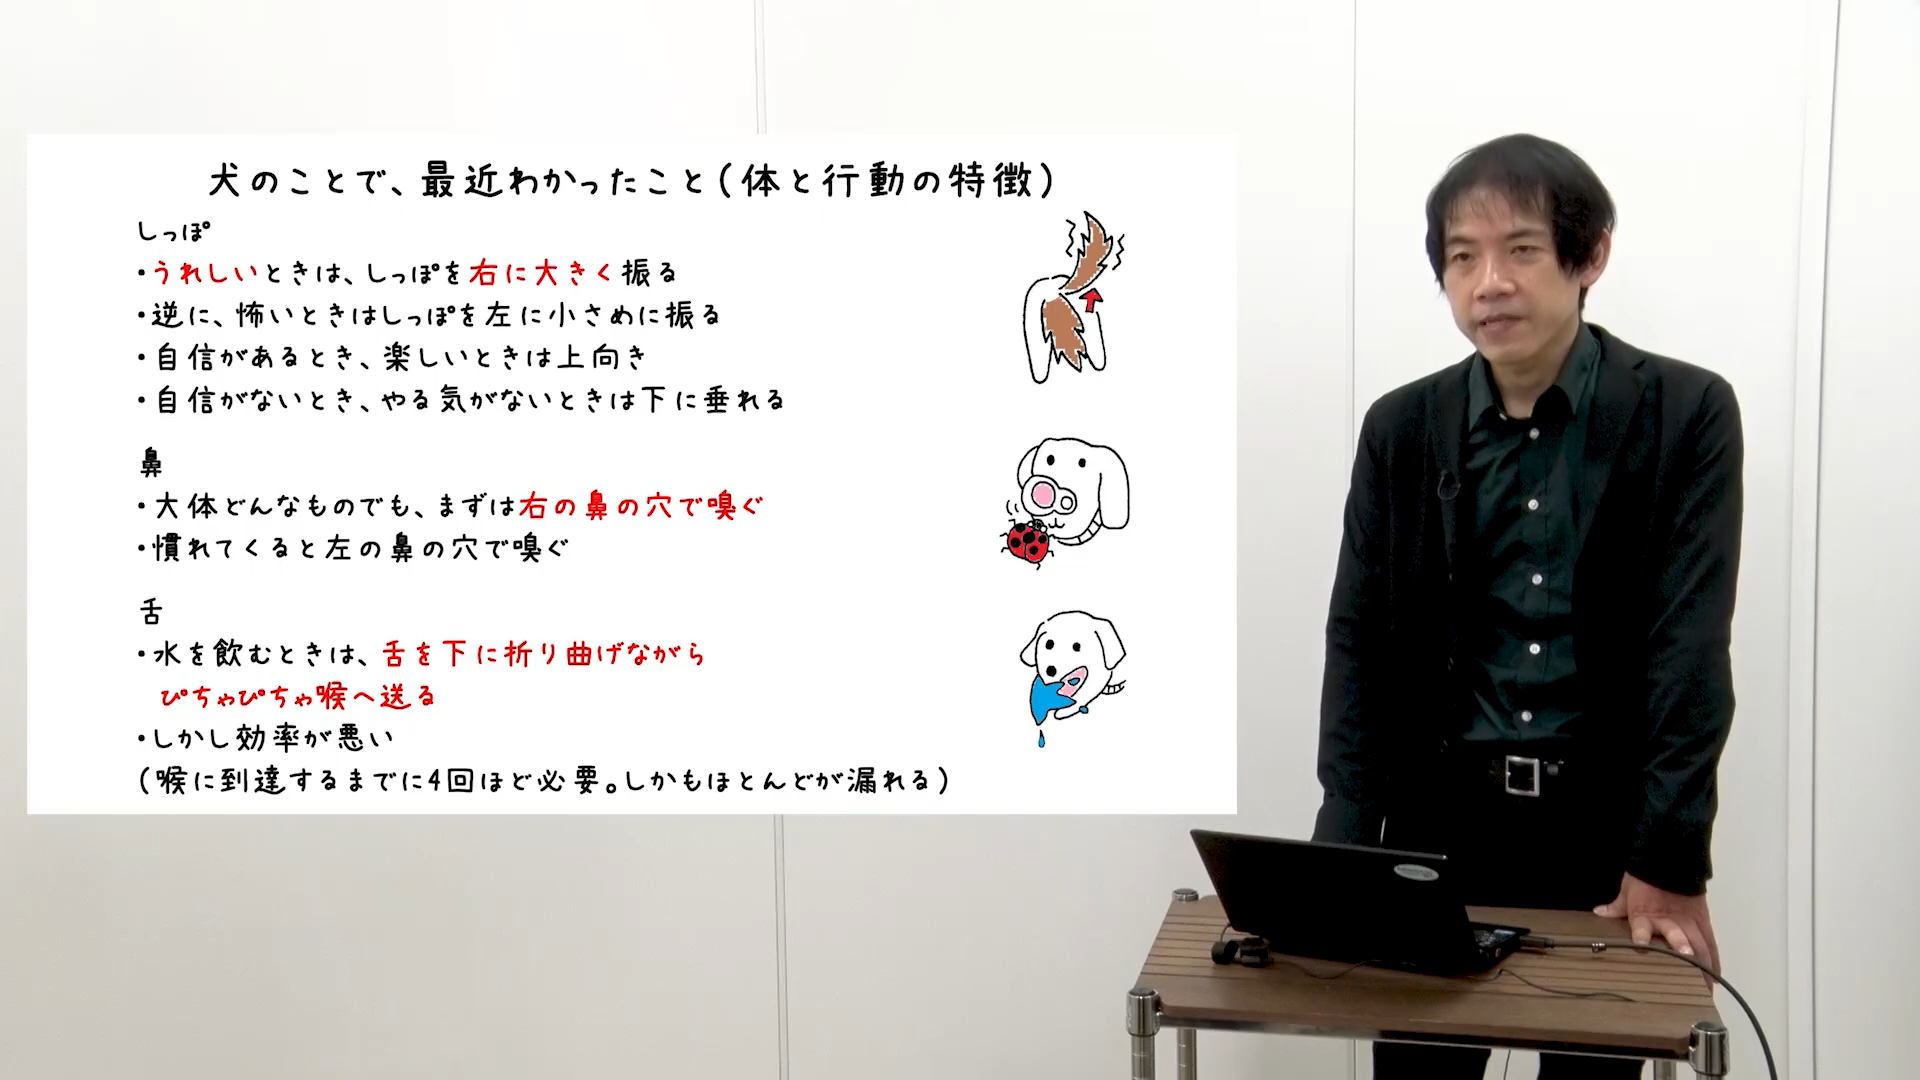 犬のことで、最近わかったこと(体と行動の特徴)
しっぽ
・うれしいときは、しっぽを右に大きく振る
・逆に、怖いときはしっぽを左に小さめに振る
・自信があるとき、楽しいときは上向き
・自信がないとき、やる気がないときは下に垂れる
鼻
・大体どんなものでも、まずは右の鼻の穴で嗅ぐ
・慣れてくると左の鼻の穴で嗅ぐ
舌
・水を飲むときは、舌を下に折り曲げながら
ぴちゃぴちゃ喉へ送る
・しかし効率が悪い
(喉に到達するまでに4回ほど必要。しかもほとんどが漏れる)